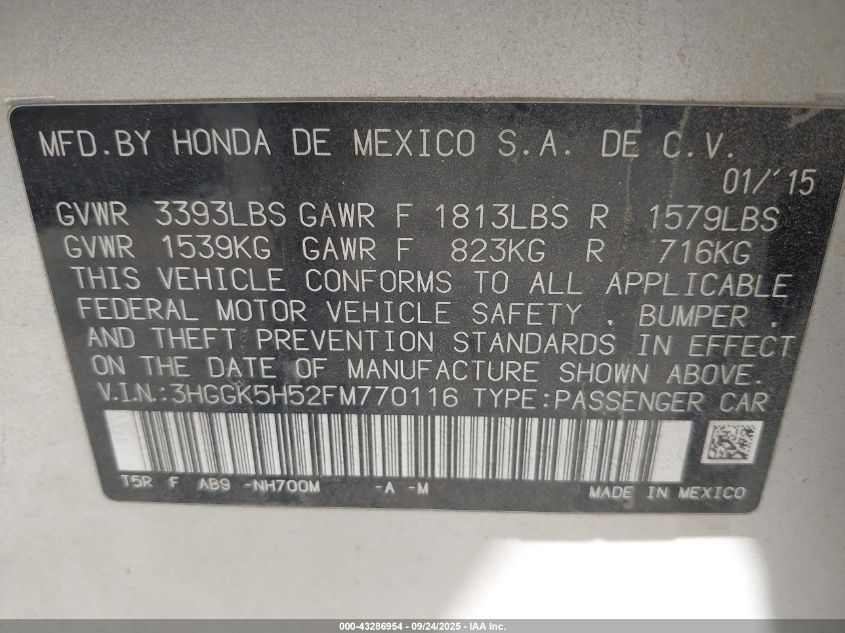 MFD.BY HONDA DE MEXICO S.A. DE C.V.
01/'15
GVWR 3393LBS GAWR F 1813LBS R 1579LBS
GVWR 1539KG GAWR F 823KG R 716KG
THIS VEHICLE CONFORMS TO ALL APPLICABLE
FEDERAL MOTOR VEHICLE SAFETY , BUMPER ,
AND THEFT PREVENTION STANDARDS IN EFFECT
ON THE DATE OF MANUFACTURE SHOWN ABOVE.
V.I.N.:3HGGK5H52FM770116 TYPE:PASSENGER CAR
T5R F AB9 -NH700M -A -M
MADE IN MEXICO
000-43286954 - 09/24/2025 - IAA Inc.